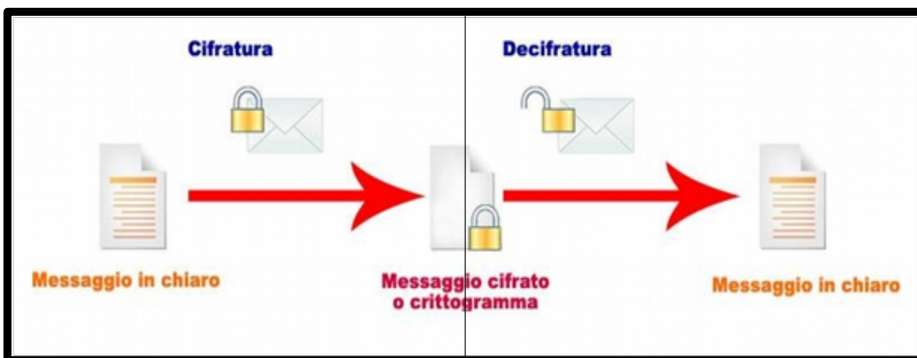 Cifratura
Decifratura
Messaggio in chiaro
Messaggio cifrato
o crittogramma
Messaggio in chiaro